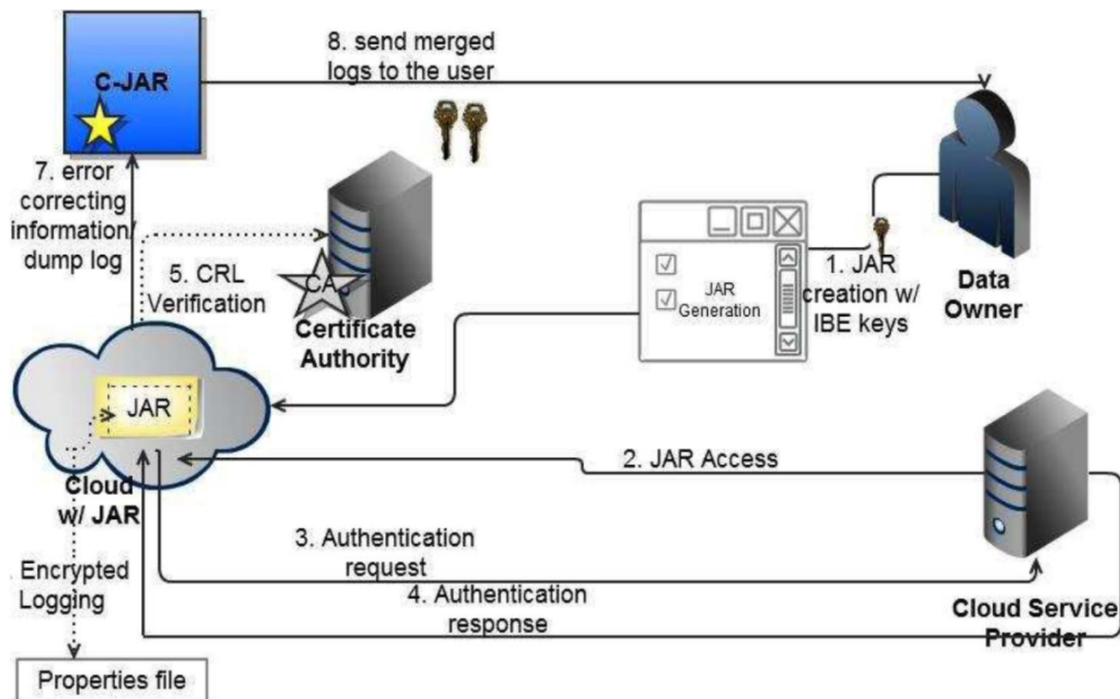 8. send merged
logs to the user
C-JAR
7. error
correcting
information/
dump log
5. CRL
Verification
CA
Certificate
Authority
JAR
Generation
1. JAR
creation w/
IBE keys
Data
Owner
JAR
Cloud
w/ JAR
2. JAR Access
3. Authentication
request
4. Authentication
response
Cloud Service
Provider
. Encrypted
Logging
Properties file